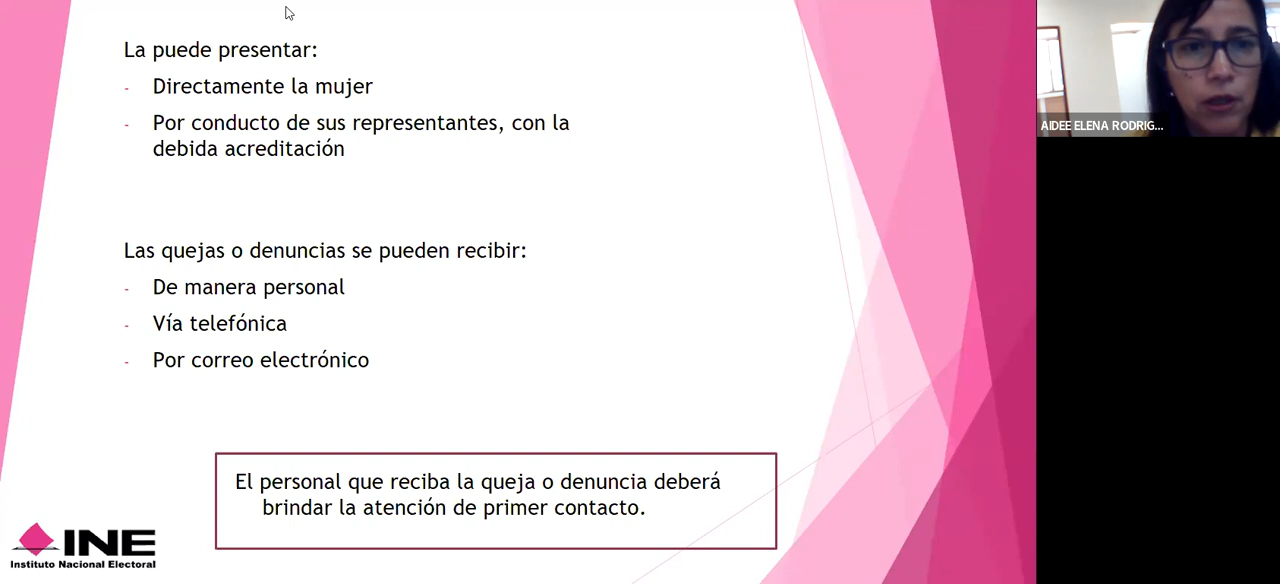 La puede presentar:
- Directamente la mujer
- Por conducto de sus representantes, con la
debida acreditación
Las quejas o denuncias se pueden recibir:
- De manera personal
- Vía telefónica
- Por correo electrónico
El personal que reciba la queja o denuncia deberá
brindar la atención de primer contacto.
INE
Instituto Nacional Electoral
AIDEE ELENA RODRIG...